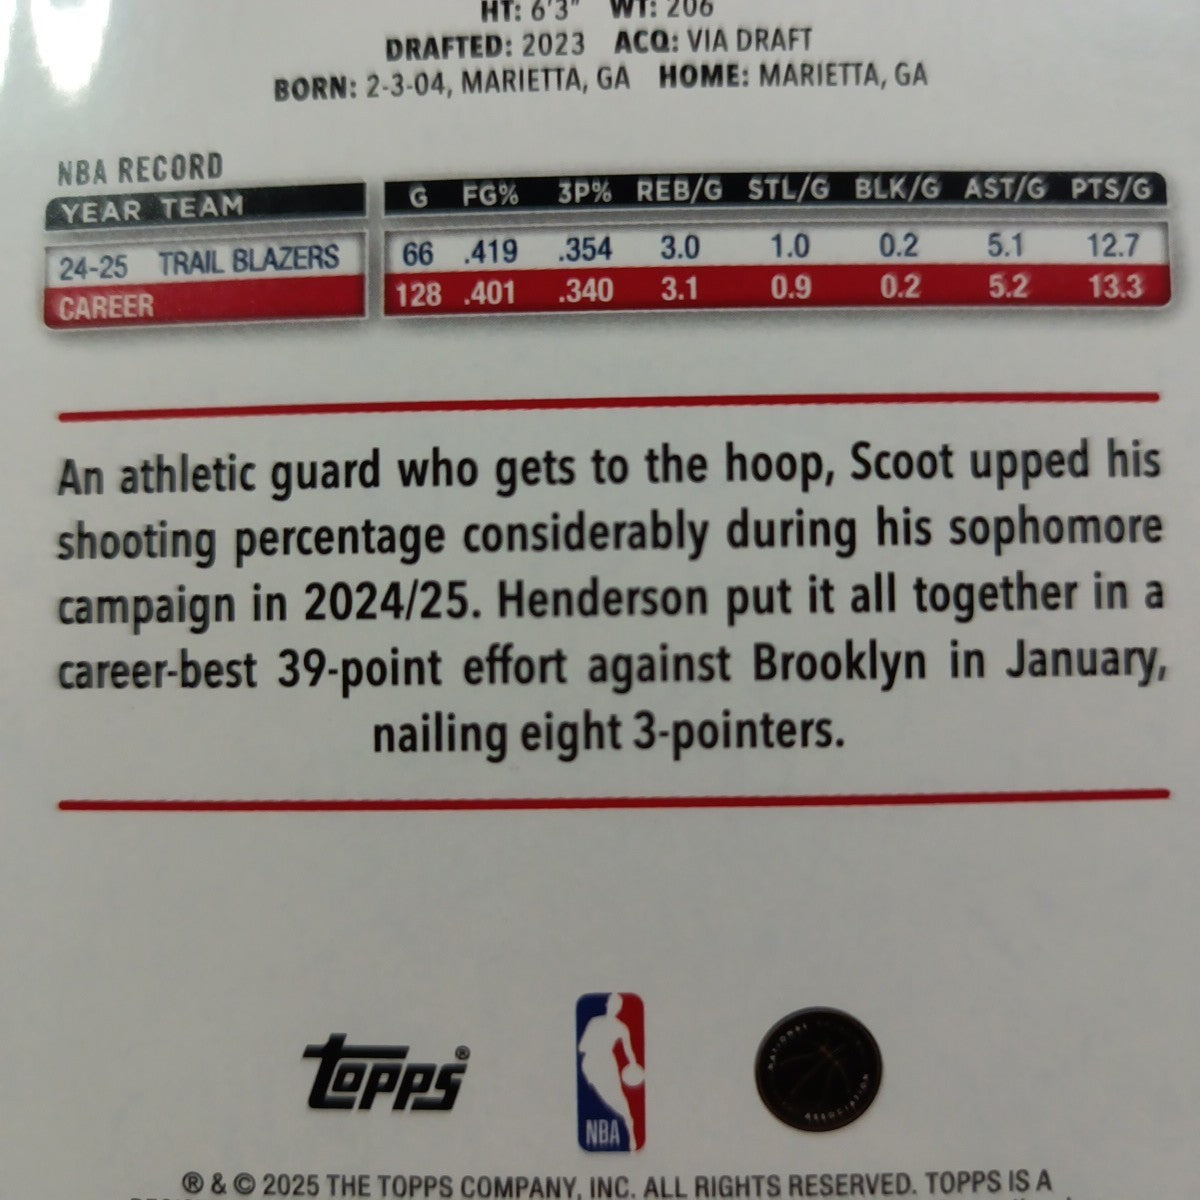 HT: 6'3" WT: 206
DRAFTED: 2023 ACQ: VIA DRAFT
BORN: 2-3-04, MARIETTA, GA HOME: MARIETTA, GA
NBA RECORD
YEAR TEAM G FG% 3P% REB/G STL/G BLK/G AST/G PTS/G
24-25 TRAIL BLAZERS 66 .419 .354 3.0 1.0 0.2 5.1 12.7
CAREER 128 .401 .340 3.1 0.9 0.2 5.2 13.3
An athletic guard who gets to the hoop, Scoot upped his
shooting percentage considerably during his sophomore
campaign in 2024/25. Henderson put it all together in a
career-best 39-point effort against Brooklyn in January,
nailing eight 3-pointers.
Topps®
NBA
NATIONAL ASSOCIATION
® & © 2025 THE TOPPS COMPANY, INC. ALL RIGHTS RESERVED. TOPPS IS A